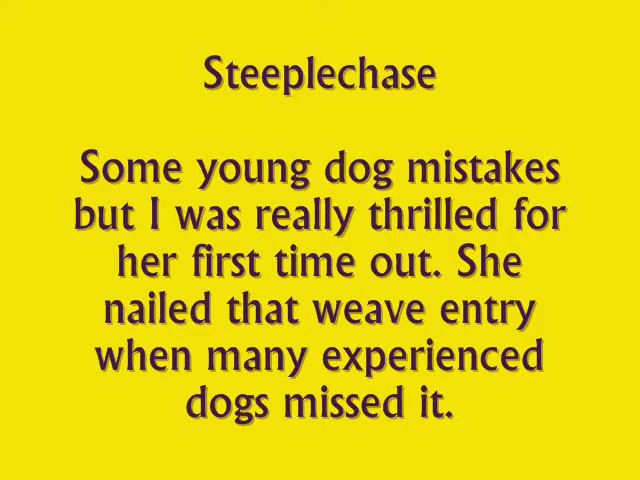 Steeplechase
Some young dog mistakes
but I was really thrilled for
her first time out. She
nailed that weave entry
when many experienced
dogs missed it.